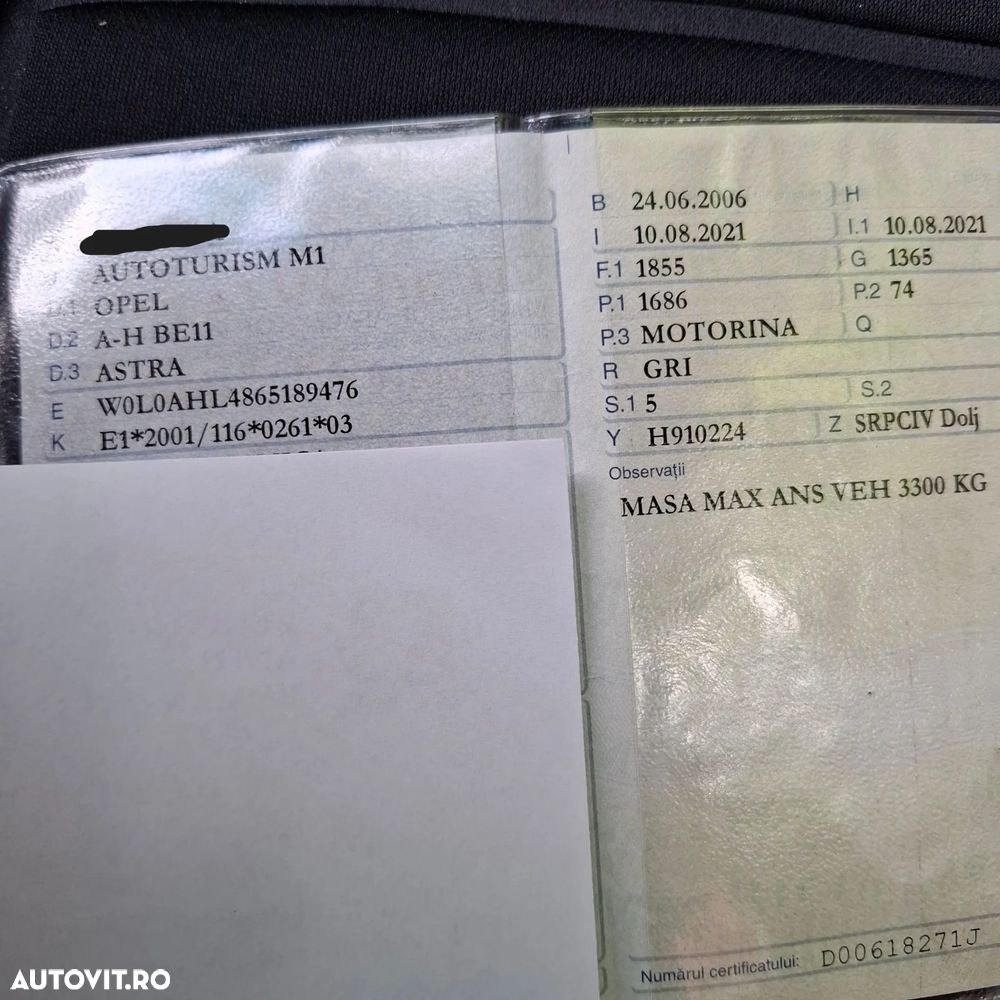 AUTOTURISM M1
D.1 OPEL
D.2 A-H BE11
D.3 ASTRA
E W0L0AHL4865189476
K E1*2001/116*0261*03
B 24.06.2006 H
I 10.08.2021 I.1 10.08.2021
F.1 1855 G 1365
P.1 1686 P.2 74
P.3 MOTORINA Q
R GRI
S.1 5 S.2
Y H910224 Z SRPCIV Dolj
Observații
MASA MAX ANS VEH 3300 KG
Numărul certificatului: D00618271J
AUTOVIT.RO